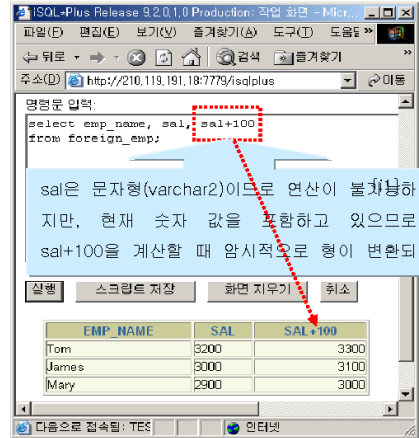 iSQL*Plus Release 9.2.0.1.0 Production: 작업 화면 - Micr...
파일(F) 편집(E) 보기(V) 즐겨찾기(A) 도구(T)
뒤로 검색 즐겨찾기
주소(D) http://210.119.191.18:7779/isqlplus 이동
명령문 입력:
select emp_name, sal, sal+100
from foreign_emp;
sal은 문자형(varchar2)이므로 연산이
지만, 현재 숫자 값을 포함하고 있으므로
sal+100을 계산할 때 암시적으로 형이 변환되
실행 스크립트 저장 화면 지우기 취소
EMP_NAME SAL SAL+100
Tom 3200 3300
James 3000 3100
Mary 2900 3000
다음으로 접속됨: TES 인터넷